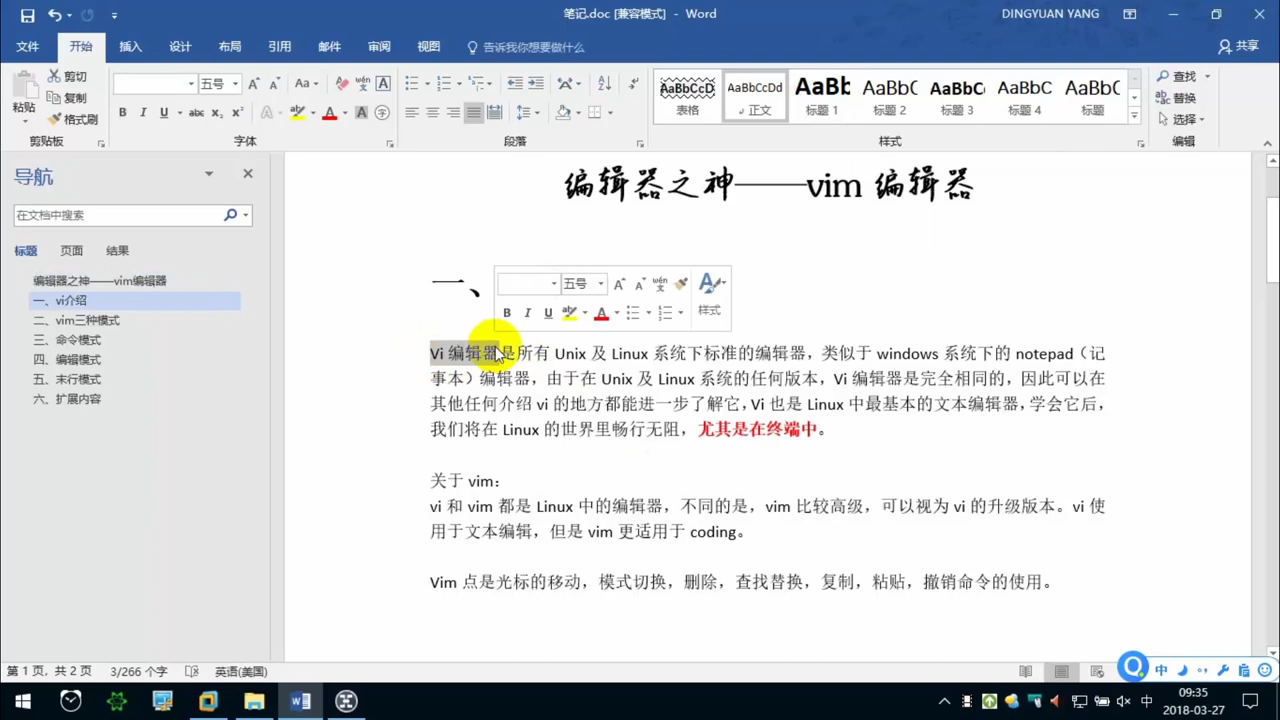 笔记.doc [兼容模式] - Word
DINGYUAN YANG
文件
开始
插入
设计
布局
引用
邮件
审阅
视图
告诉我你想要做什么
共享
粘贴
剪切
复制
格式刷
剪贴板
五号
字体
段落
AaBbCcD
表格
AaBbCcDd
正文
AaBb
标题 1
AaBbC
标题 2
AaBbC
标题 3
AaBbC
标题 4
AaBbC
标题
样式
查找
替换
选择
编辑
导航
在文档中搜索
标题
页面
结果
编辑器之神——vim编辑器
一、vi介绍
二、vim三种模式
三、命令模式
四、编辑模式
五、末行模式
六、扩展内容
编辑器之神——vim 编辑器
一、
五号
样式
Vi 编辑器是所有 Unix 及 Linux 系统下标准的编辑器，类似于 windows 系统下的 notepad（记
事本）编辑器，由于在 Unix 及 Linux 系统的任何版本，Vi 编辑器是完全相同的，因此可以在
其他任何介绍 vi 的地方都能进一步了解它，Vi 也是 Linux 中最基本的文本编辑器，学会它后，
我们将在 Linux 的世界里畅行无阻，尤其是在终端中。
关于 vim：
vi 和 vim 都是 Linux 中的编辑器，不同的是，vim 比较高级，可以视为 vi 的升级版本。vi 使
用于文本编辑，但是 vim 更适用于 coding。
Vim 点是光标的移动，模式切换，删除，查找替换，复制，粘贴，撤销命令的使用。
第 1 页，共 2 页
3/266 个字
英语(美国)
中
中
09:35
2018-03-27